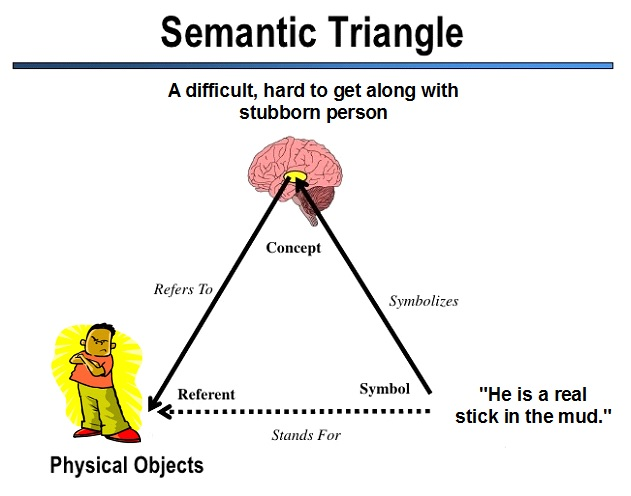 Semantic Triangle
A difficult, hard to get along with
stubborn person
Concept
Refers To
Symbolizes
Referent
Symbol
"He is a real
stick in the mud."
Stands For
Physical Objects